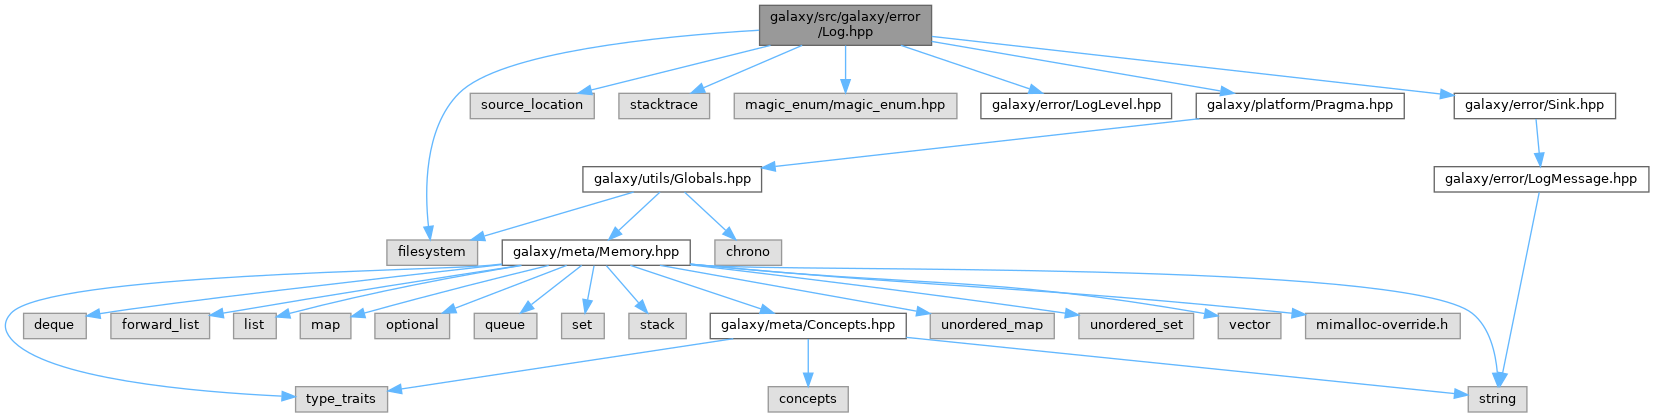 galaxy/src/galaxy/error
/Log.hpp
source_location
stacktrace
magic_enum/magic_enum.hpp
galaxy/error/LogLevel.hpp
galaxy/platform/Pragma.hpp
galaxy/error/Sink.hpp
galaxy/utils/Globals.hpp
galaxy/error/LogMessage.hpp
filesystem
galaxy/meta/Memory.hpp
chrono
deque
forward_list
list
map
optional
queue
set
stack
galaxy/meta/Concepts.hpp
unordered_map
unordered_set
vector
mimalloc-override.h
type_traits
concepts
string